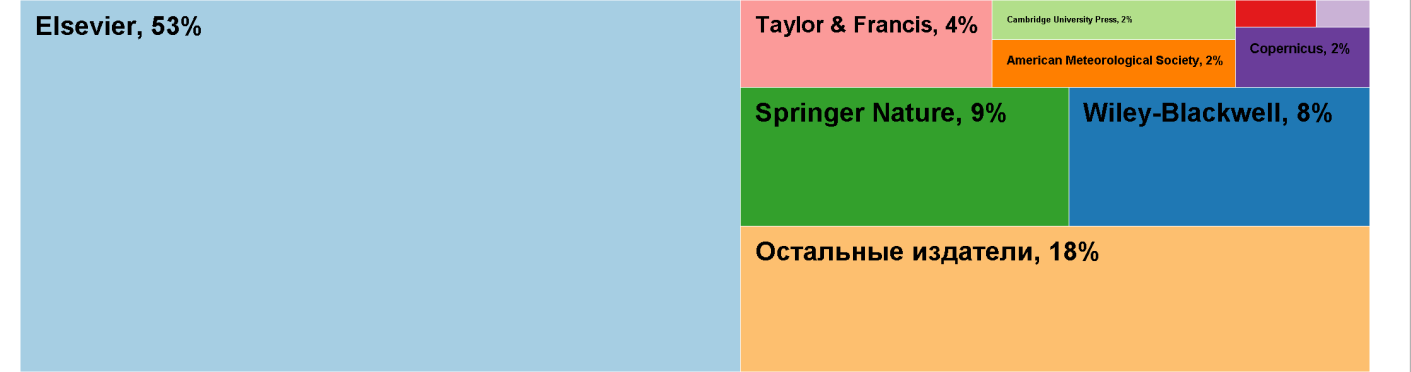 Elsevier, 53%
Taylor & Francis, 4%
Cambridge University Press, 2%
American Meteorological Society, 2%
Copernicus, 2%
Springer Nature, 9%
Wiley-Blackwell, 8%
Остальные издатели, 18%